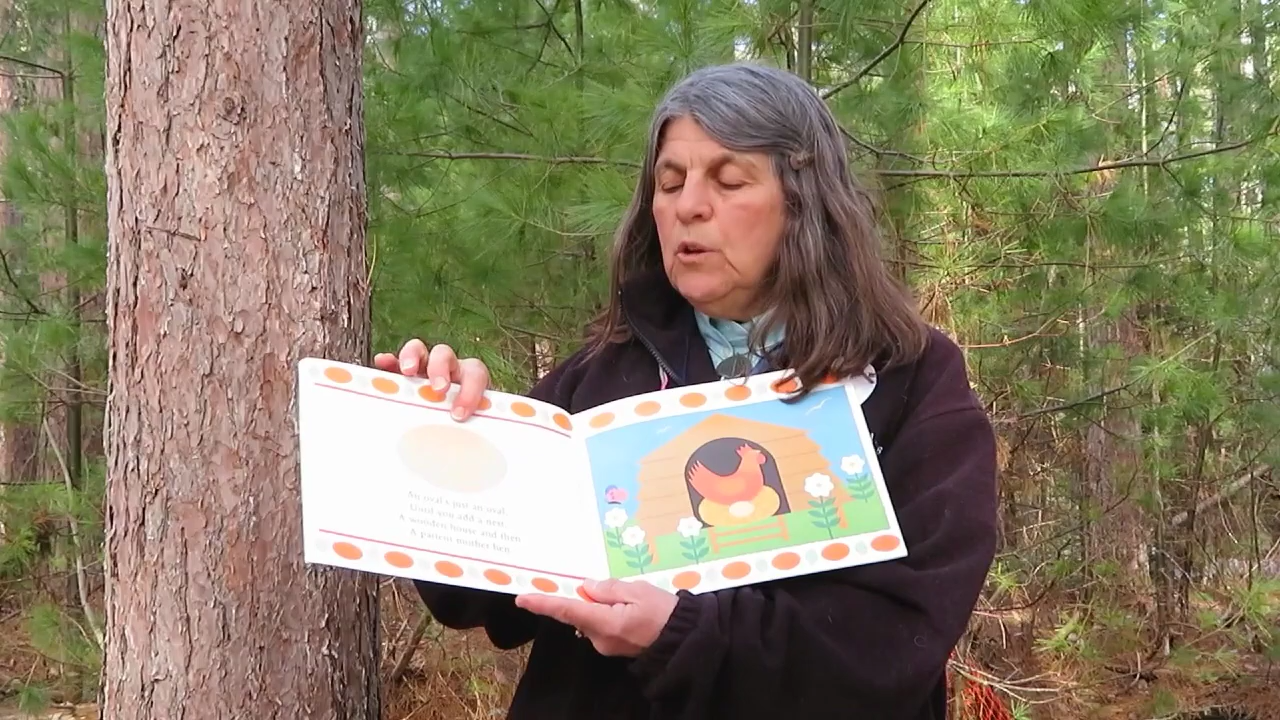 An oval's just an oval,
Until you add a nest,
A wooden house and then
A patient mother hen.